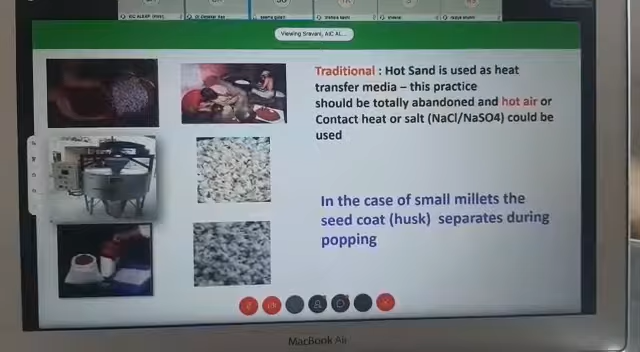 Viewing Sravani, AIC AL...
Traditional : Hot Sand is used as heat
transfer media – this practice
should be totally abandoned and hot air or
Contact heat or salt (NaCl/NaSO4) could be
used
In the case of small millets the
seed coat (husk) separates during
popping
MacBook Air